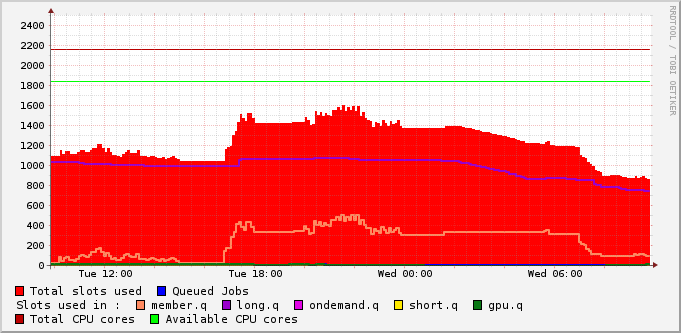 2400
2200
2000
1800
1600
1400
1200
1000
800
600
400
200
0
Tue 12:00 Tue 18:00 Wed 00:00 Wed 06:00
Total slots used Queued Jobs
Slots used in : member.q long.q ondemand.q short.q gpu.q
Total CPU cores Available CPU cores
RRDTOOL / TOBI OETIKER